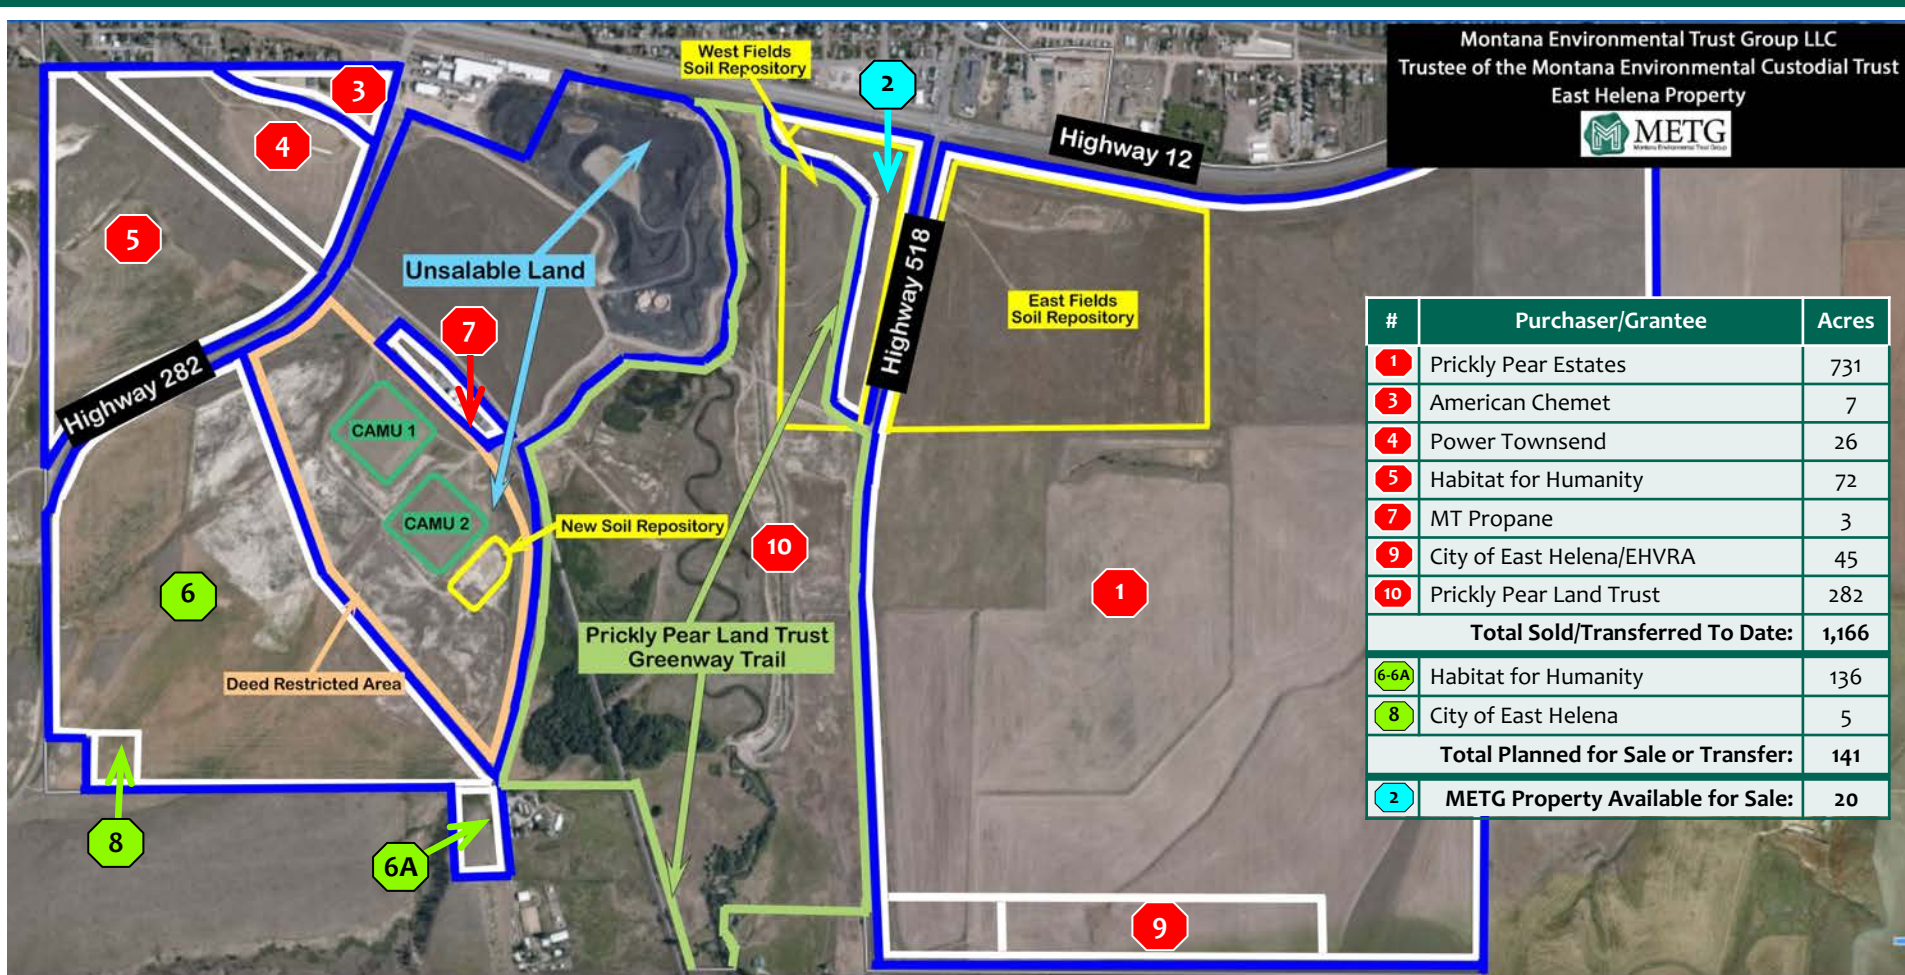 Montana Environmental Trust Group LLC
Trustee of the Montana Environmental Custodial Trust
East Helena Property
METG
Montana Environmental Trust Group
West Fields
Soil Repository
2
3
4
5
Highway 12
Unsalable Land
Highway 518
East Fields
Soil Repository
7
Highway 282
CAMU 1
CAMU 2
New Soil Repository
10
6
1
Prickly Pear Land Trust
Greenway Trail
Deed Restricted Area
8
6A
9
# Purchaser/Grantee Acres
1 Prickly Pear Estates 731
3 American Chemet 7
4 Power Townsend 26
5 Habitat for Humanity 72
7 MT Propane 3
9 City of East Helena/EHVRA 45
10 Prickly Pear Land Trust 282
Total Sold/Transferred To Date: 1,166
6-6A Habitat for Humanity 136
8 City of East Helena 5
Total Planned for Sale or Transfer: 141
2 METG Property Available for Sale: 20